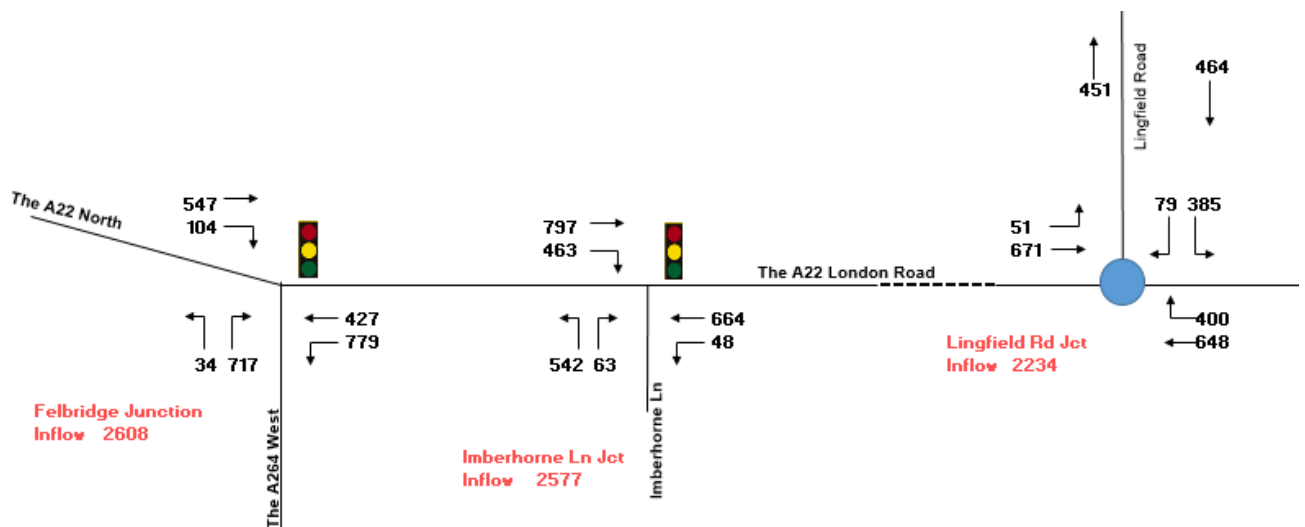 451
Lingfield Road
464
The A22 North
547
104
797
463
51
671
79 385
The A22 London Road
427
779
34 717
664
48
542 63
400
648
Lingfield Rd Jct
Inflow 2234
Felbridge Junction
Inflow 2608
The A264 West
Imberhorne Ln Jct
Inflow 2577
Imberhorne Ln